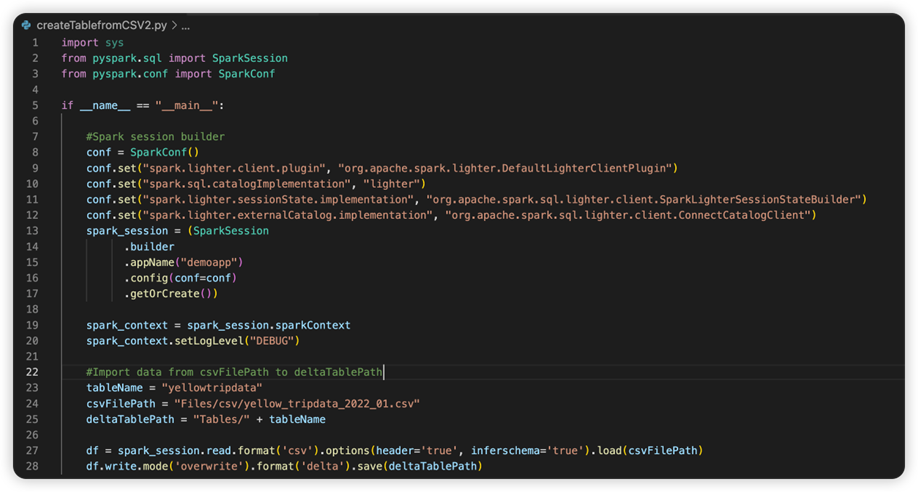 createTablefromCSV2.py > ...
1 import sys
2 from pyspark.sql import SparkSession
3 from pyspark.conf import SparkConf
4
5 if __name__ == "__main__":
6
7 #Spark session builder
8 conf = SparkConf()
9 conf.set("spark.lighter.client.plugin", "org.apache.spark.lighter.DefaultLighterClientPlugin")
10 conf.set("spark.sql.catalogImplementation", "lighter")
11 conf.set("spark.lighter.sessionState.implementation", "org.apache.spark.sql.lighter.client.SparkLighterSessionStateBuilder")
12 conf.set("spark.lighter.externalCatalog.implementation", "org.apache.spark.sql.lighter.client.ConnectCatalogClient")
13 spark_session = (SparkSession
14 .builder
15 .appName("demoapp")
16 .config(conf=conf)
17 .getOrCreate())
18
19 spark_context = spark_session.sparkContext
20 spark_context.setLogLevel("DEBUG")
21
22 #Import data from csvFilePath to deltaTablePath
23 tableName = "yellowtripdata"
24 csvFilePath = "Files/csv/yellow_tripdata_2022_01.csv"
25 deltaTablePath = "Tables/" + tableName
26
27 df = spark_session.read.format('csv').options(header='true', inferschema='true').load(csvFilePath)
28 df.write.mode('overwrite').format('delta').save(deltaTablePath)